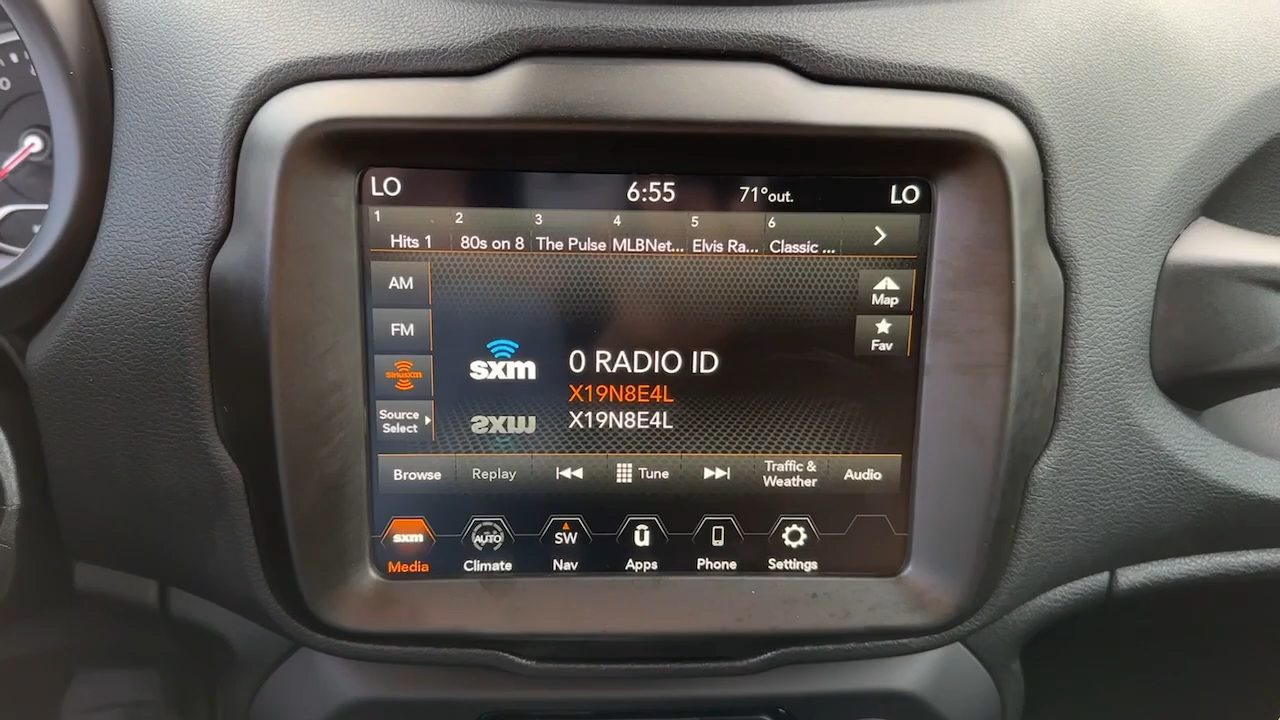 LO 6:55 71°out. LO
1 2 3 4 5 6
Hits 1 80s on 8 The Pulse MLBNet... Elvis Ra... Classic ...
AM
Map
FM
Fav
siriusxm
sxm
0 RADIO ID
X19N8E4L
X19N8E4L
Source
Select
Browse Replay Tune Traffic &
Weather Audio
sxm AUTO SW ū
Media Climate Nav Apps Phone Settings
0